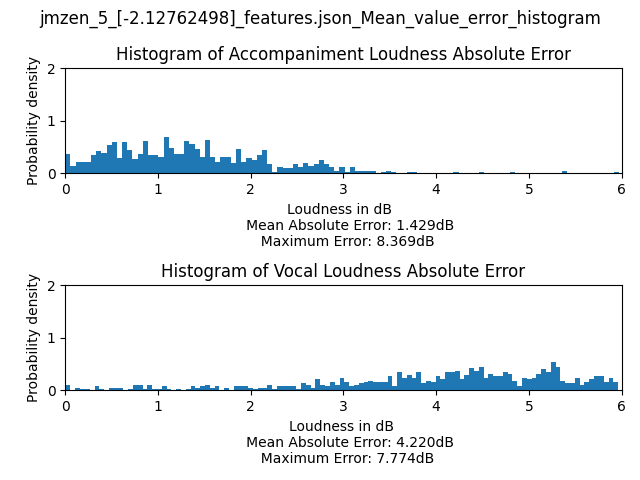 jmzen_5_[-2.12762498]_features.json_Mean_value_error_histogram
Histogram of Accompaniment Loudness Absolute Error
Probability density
2
1
0
0 1 2 3 4 5 6
Loudness in dB
Mean Absolute Error: 1.429dB
Maximum Error: 8.369dB
Histogram of Vocal Loudness Absolute Error
Probability density
2
1
0
0 1 2 3 4 5 6
Loudness in dB
Mean Absolute Error: 4.220dB
Maximum Error: 7.774dB